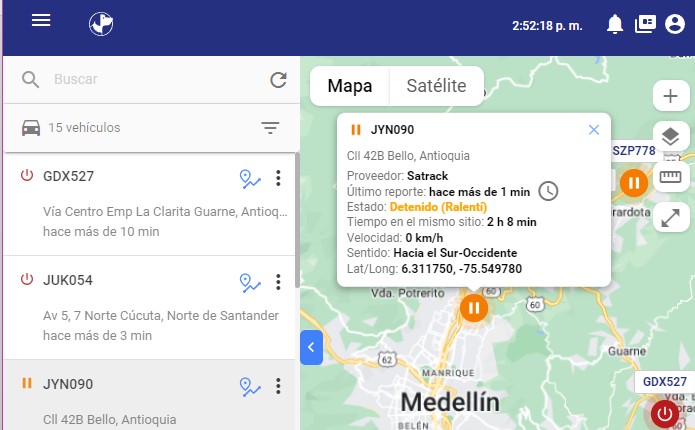 2:52:18 p. m.
Buscar
15 vehículos
GDX527
Vía Centro Emp La Clarita Guarne, Antioq...
hace más de 10 min
JUK054
Av 5, 7 Norte Cúcuta, Norte de Santander
hace más de 3 min
JYN090
Cll 42B Bello, Antioquia
Mapa
Satélite
JYN090
Cll 42B Bello, Antioquia
Proveedor: Satrack
Último reporte: hace más de 1 min
Estado: Detenido (Ralentí)
Tiempo en el mismo sitio: 2 h 8 min
Velocidad: 0 km/h
Sentido: Hacia el Sur-Occidente
Lat/Long: 6.311750, -75.549780
SZP778
irardota
Vda. Potrerito
60
60
62
Guarne
MANRIQUE
GDX527
Medellín
BELÉN